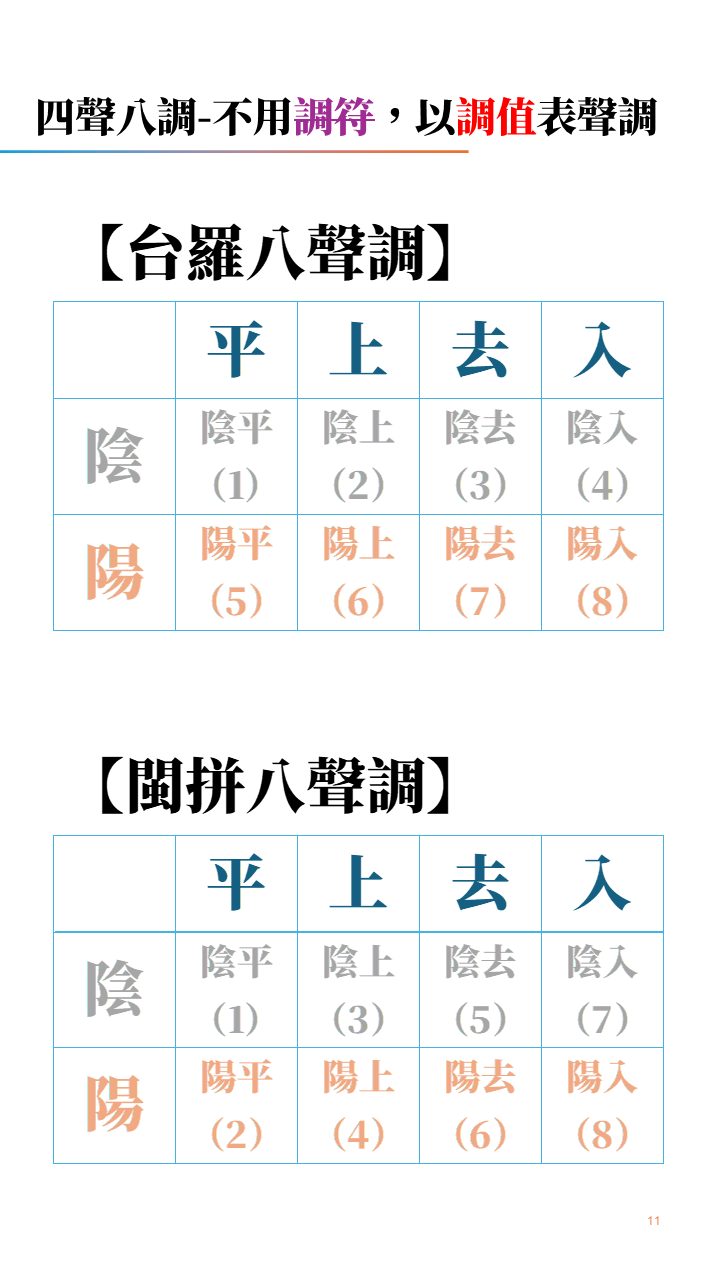 四聲八調-不用調符，以調值表聲調
【台羅八聲調】
平 上 去 入
陰 陰平 陰上 陰去 陰入
(1) (2) (3) (4)
陽 陽平 陽上 陽去 陽入
(5) (6) (7) (8)
【閩拼八聲調】
平 上 去 入
陰 陰平 陰上 陰去 陰入
(1) (3) (5) (7)
陽 陽平 陽上 陽去 陽入
(2) (4) (6) (8)
11